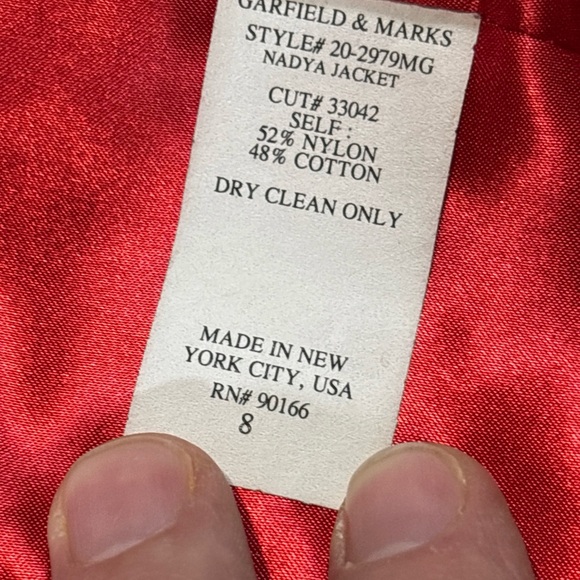 GARFIELD & MARKS
STYLE# 20-2979MG
NADYA JACKET
CUT# 33042
SELF :
52% NYLON
48% COTTON
DRY CLEAN ONLY
MADE IN NEW
YORK CITY, USA
RN# 90166
8